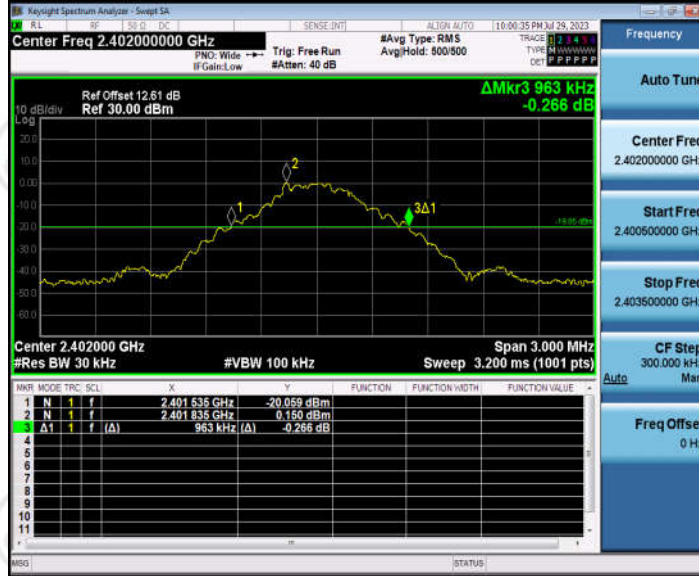 Keysight Spectrum Analyzer - Swept SA
RL RF 50 Ω DC SENSE:INT ALIGN AUTO 10:00:35 PM Jul 29, 2023
Center Freq 2.402000000 GHz
PNO: Wide
IFGain:Low
Trig: Free Run
#Atten: 40 dB
#Avg Type: RMS
Avg|Hold: 500/500
TRACE 1 2 3 4 5 6
TYPE M WWWWW
DET P P P P P P
Ref Offset 12.61 dB
10 dB/div Ref 30.00 dBm
Log
ΔMkr3 963 kHz
-0.266 dB
20.0
10.0
0.00
-10.0
-20.0
-30.0
-40.0
-50.0
-60.0
2
1
3Δ1
Center 2.402000 GHz Span 3.000 MHz
#Res BW 30 kHz #VBW 100 kHz Sweep 3.200 ms (1001 pts)
MKR MODE TRC SCL X Y FUNCTION FUNCTION WIDTH FUNCTION VALUE
1 N 1 f 2.401 535 GHz -20.059 dBm
2 N 1 f 2.401 835 GHz 0.150 dBm
3 Δ1 1 f (Δ) 963 kHz (Δ) -0.266 dB
4
5
6
7
8
9
10
11
MSG STATUS
Frequency
Auto Tune
Center Freq
2.402000000 GHz
Start Freq
2.400500000 GHz
Stop Freq
2.403500000 GHz
CF Step
300.000 kHz
Auto Man
Freq Offset
0 Hz